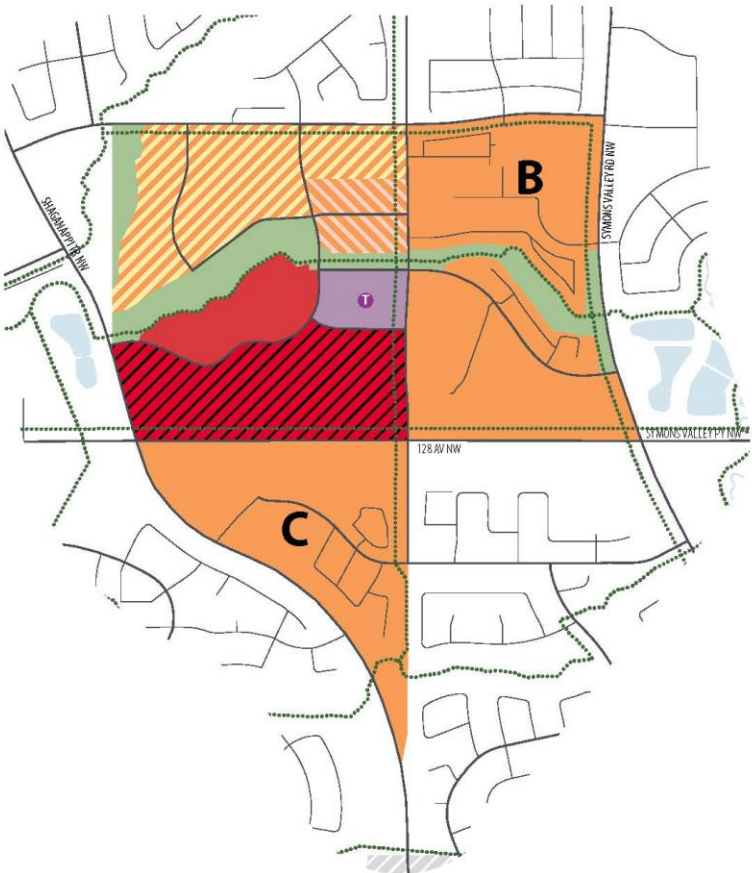 B
SYMONS VALLEY RD NW
SHAGANAPPI TR NW
T
SYMONS VALLEY PY NW
128 AV NW
C